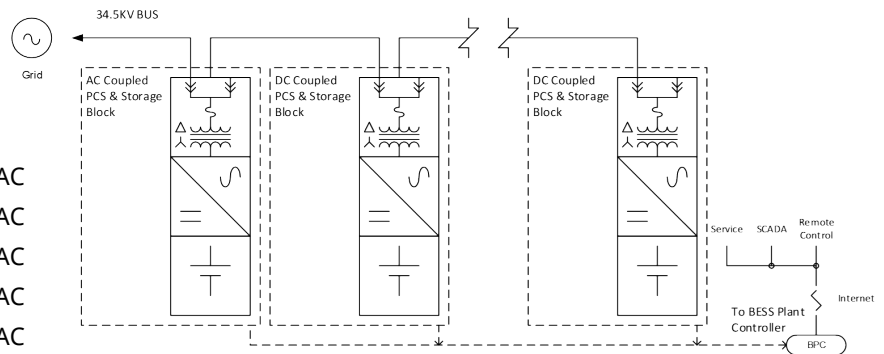 34.5KV BUS
Grid
AC Coupled
PCS & Storage
Block
DC Coupled
PCS & Storage
Block
DC Coupled
PCS & Storage
Block
AC
AC
AC
AC
AC
Service
SCADA
Remote
Control
Internet
To BESS Plant
Controller
BPC